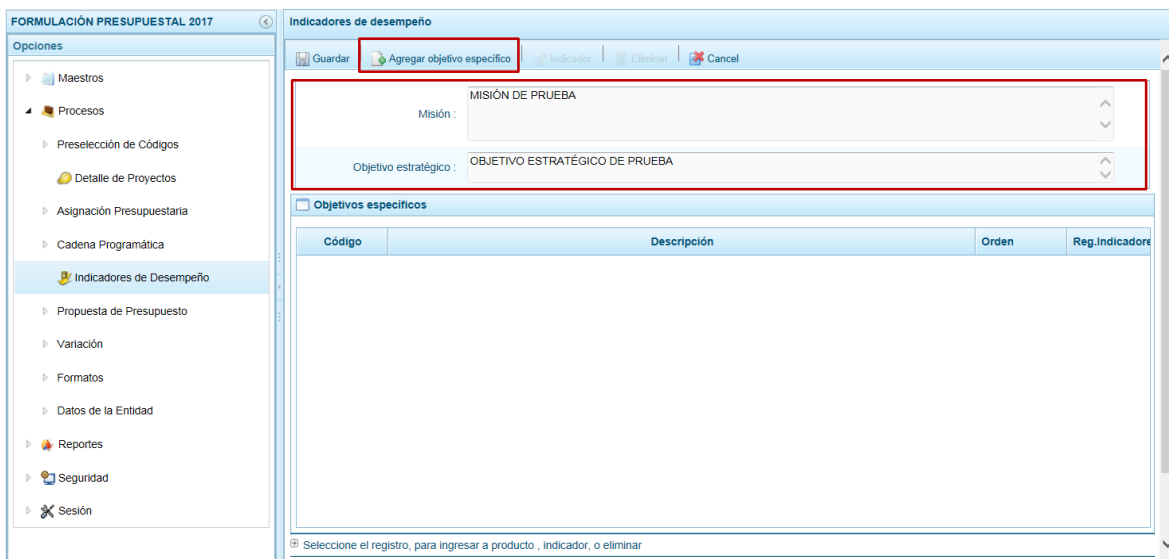 FORMULACIÓN PRESUPUESTAL 2017
Opciones
Maestros
Procesos
Preselección de Códigos
Detalle de Proyectos
Asignación Presupuestaria
Cadena Programática
Indicadores de Desempeño
Propuesta de Presupuesto
Variación
Formatos
Datos de la Entidad
Reportes
Seguridad
Sesión
Indicadores de desempeño
Guardar Agregar objetivo específico Indicador Eliminar Cancel
Misión : MISIÓN DE PRUEBA
Objetivo estratégico : OBJETIVO ESTRATÉGICO DE PRUEBA
Objetivos específicos
Código Descripción Orden Reg.Indicadore
Seleccione el registro, para ingresar a producto , indicador, o eliminar